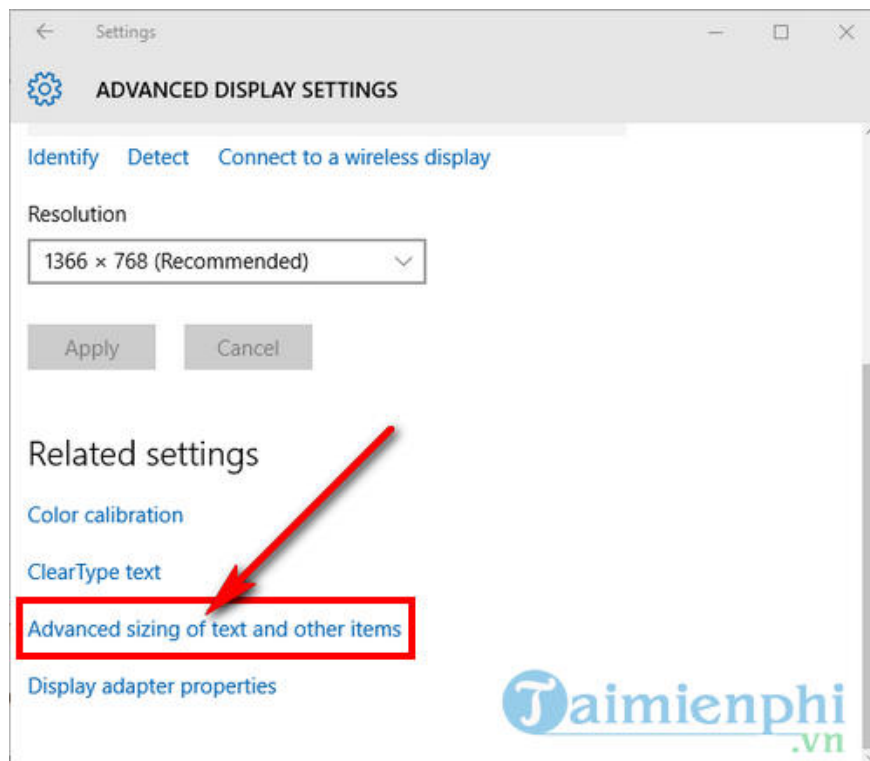 Settings
ADVANCED DISPLAY SETTINGS
Identify Detect Connect to a wireless display
Resolution
1366 × 768 (Recommended)
Apply Cancel
Related settings
Color calibration
ClearType text
Advanced sizing of text and other items
Display adapter properties
Taimienphi
.vn